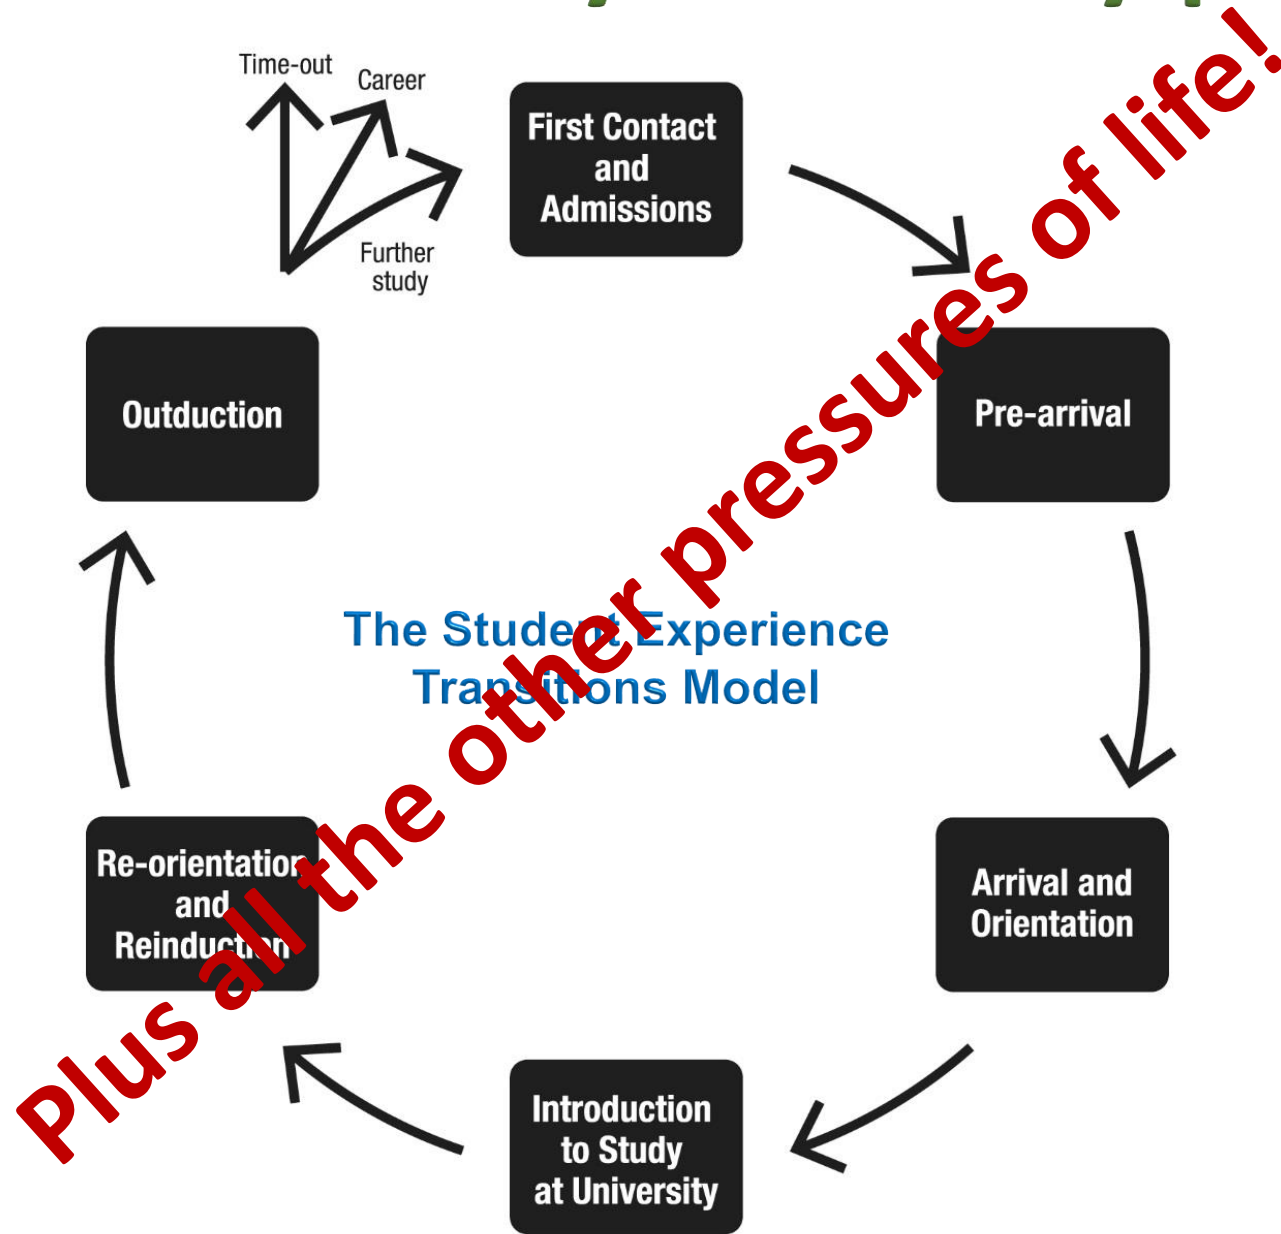 Time-out
Career
Further
study
First Contact
and
Admissions
Pre-arrival
Arrival and
Orientation
Introduction
to Study
at University
Re-orientation
and
Reinduction
Outduction
The Student Experience
Transitions Model
Plus all the other pressures of life!